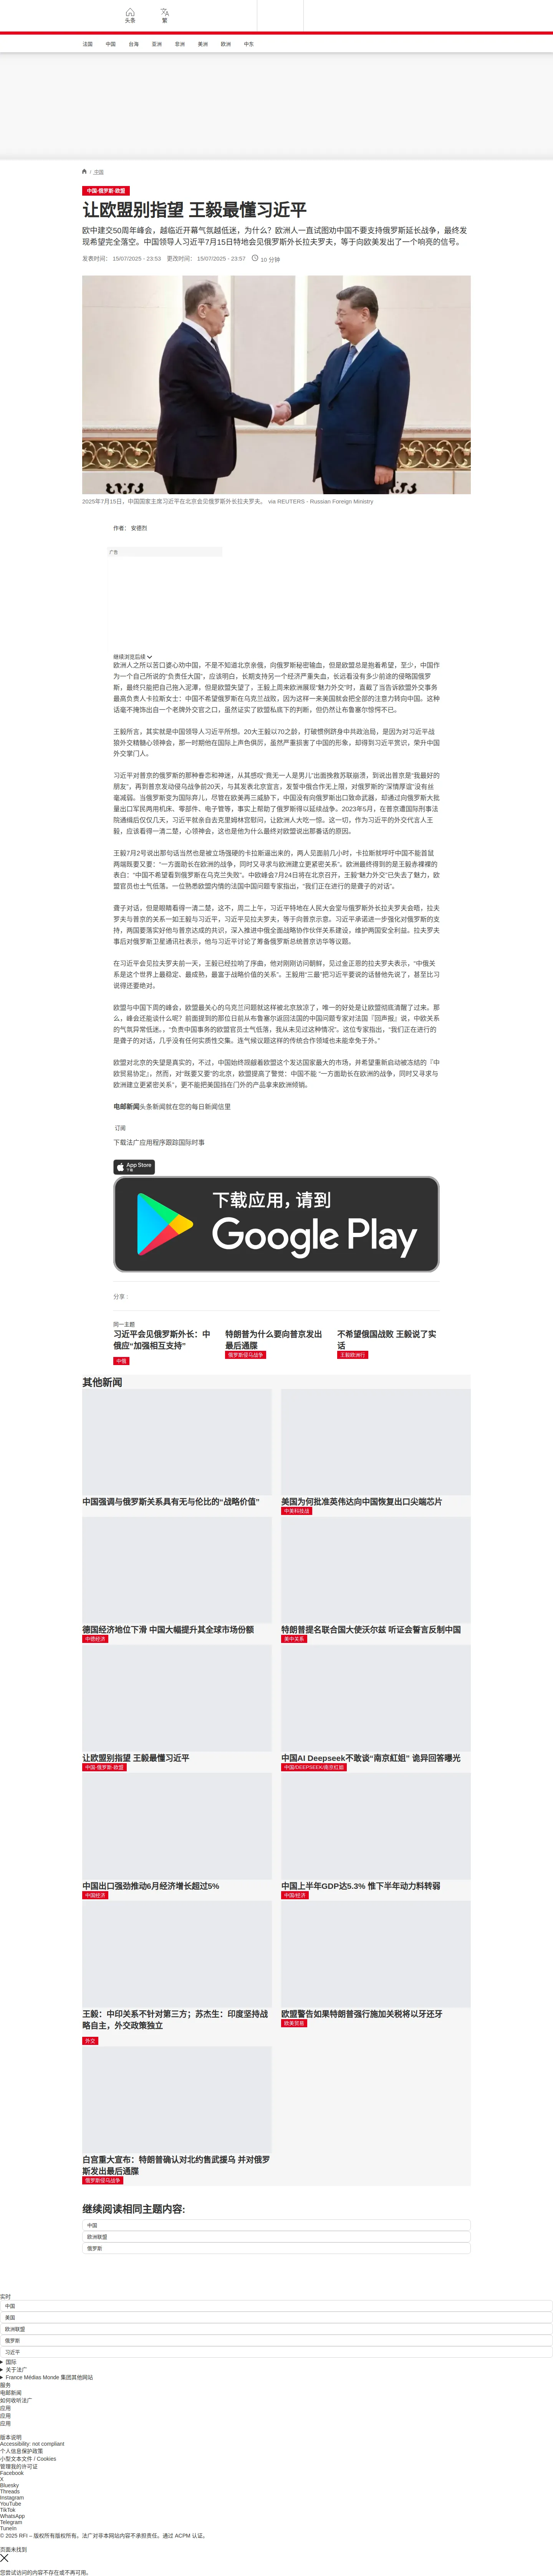 头条
繁
法国 中国 台海 亚洲 非洲 美洲 欧洲 中东
/ 中国
中国-俄罗斯-欧盟
让欧盟别指望 王毅最懂习近平
欧中建交50周年峰会，越临近开幕气氛越低迷，为什么？欧洲人一直试图劝中国不要支持俄罗斯延长战争，最终发
现希望完全落空。中国领导人习近平7月15日特地会见俄罗斯外长拉夫罗夫，等于向欧美发出了一个响亮的信号。
发表时间： 15/07/2025 - 23:53 更改时间： 15/07/2025 - 23:57 10 分钟
2025年7月15日，中国国家主席习近平在北京会见俄罗斯外长拉夫罗夫。 via REUTERS - Russian Foreign Ministry
作者： 安德烈
广告
继续浏览后续
欧洲人之所以苦口婆心劝中国，不是不知道北京亲俄，向俄罗斯秘密输血，但是欧盟总是抱着希望，至少，中国作
为一个自己所说的“负责任大国”，应该明白，长期支持另一个经济严重失血，长远看没有多少前途的侵略国俄罗
斯，最终只能把自己拖入泥潭，但是欧盟失望了，王毅上周来欧洲展现“魅力外交”时，直截了当告诉欧盟外交事务
最高负责人卡拉斯女士：中国不希望俄罗斯在乌克兰战败，因为这样一来美国就会把全部的注意力转向中国。这种
话毫不掩饰出自一个老牌外交官之口，虽然证实了欧盟私底下的判断，但仍然让布鲁塞尔惊愕不已。
王毅所言，其实就是中国领导人习近平所想。20大王毅以70之龄，打破惯例跻身中共政治局，是因为对习近平战
狼外交精髓心领神会，那一时期他在国际上声色俱厉，虽然严重损害了中国的形象，却得到习近平赏识，荣升中国
外交掌门人。
习近平对普京的俄罗斯的那种眷恋和神迷，从其感叹“竟无一人是男儿”出面挽救苏联崩溃，到说出普京是“我最好的
朋友”，再到普京发动侵乌战争前20天，与其发表北京宣言，发誓中俄合作无上限，对俄罗斯的“深情厚谊”没有丝
毫减弱。当俄罗斯变为国际弃儿，尽管在欧美再三威胁下，中国没有向俄罗斯出口致命武器，却通过向俄罗斯大批
量出口军民两用机床、零部件、电子管等，事实上帮助了俄罗斯得以延续战争。2023年5月，在普京遭国际刑事法
院通缉后仅仅几天，习近平就亲自去克里姆林宫慰问，让欧洲人大吃一惊。这一切，作为习近平的外交代言人王
毅，应该看得一清二楚，心领神会，这也是他为什么最终对欧盟说出那番话的原因。
王毅7月2号说出那句话当然也是被立场强硬的卡拉斯逼出来的，两人见面前几小时，卡拉斯就呼吁中国不能首鼠
两端既要又要：“一方面助长在欧洲的战争，同时又寻求与欧洲建立更紧密关系”。欧洲最终得到的是王毅赤裸裸的
表白：“中国不希望看到俄罗斯在乌克兰失败”。中欧峰会7月24日将在北京召开，王毅“魅力外交”已失去了魅力，欧
盟官员也士气低落。一位熟悉欧盟内情的法国中国问题专家指出，“我们正在进行的是聋子的对话”。
聋子对话，但是眼睛看得一清二楚，这不，周二上午，习近平特地在人民大会堂与俄罗斯外长拉夫罗夫会晤，拉夫
罗夫与普京的关系一如王毅与习近平，习近平见拉夫罗夫，等于向普京示意。习近平承诺进一步强化对俄罗斯的支
持，两国要落实好他与普京达成的共识，深入推进中俄全面战略协作伙伴关系建设，维护两国安全利益。拉夫罗夫
事后对俄罗斯卫星通讯社表示，他与习近平讨论了筹备俄罗斯总统普京访华等议题。
在习近平会见拉夫罗夫前一天，王毅已经拉响了序曲，他对刚刚访问朝鲜，见过金正恩的拉夫罗夫表示，“中俄关
系是这个世界上最稳定、最成熟，最富于战略价值的关系”。王毅用“三最”把习近平要说的话替他先说了，甚至比习
说得还要绝对。
欧盟与中国下周的峰会，欧盟最关心的乌克兰问题就这样被北京放凉了，唯一的好处是让欧盟彻底清醒了过来。那
么，峰会还能谈什么呢？前面提到的那位日前从布鲁塞尔返回法国的中国问题专家对法国『回声报』说，中欧关系
的气氛异常低迷。，“负责中国事务的欧盟官员士气低落，我从未见过这种情况”。这位专家指出，“我们正在进行的
是聋子的对话，几乎没有任何实质性交集。连气候议题这样的传统合作领域也未能幸免于外。”
欧盟对北京的失望是真实的，不过，中国始终觊觎着欧盟这个发达国家最大的市场，并希望重新启动被冻结的『中
欧贸易协定』，然而，对“既要又要”的北京，欧盟提高了警觉：中国不能 “一方面助长在欧洲的战争，同时又寻求与
欧洲建立更紧密关系”，更不能把美国挡在门外的产品拿来欧洲倾销。
电邮新闻头条新闻就在您的每日新闻信里
订阅
下载法广应用程序跟踪国际时事
App Store
下载
下载应用，请到
Google Play
分享 :
同一主题
习近平会见俄罗斯外长：中
俄应“加强相互支持”
中俄
特朗普为什么要向普京发出
最后通牒
俄罗斯侵乌战争
不希望俄国战败 王毅说了实
话
王毅欧洲行
其他新闻
中国强调与俄罗斯关系具有无与伦比的“战略价值”
美国为何批准英伟达向中国恢复出口尖端芯片
中美科技战
德国经济地位下滑 中国大幅提升其全球市场份额
中德经济
特朗普提名联合国大使沃尔兹 听证会誓言反制中国
美中关系
让欧盟别指望 王毅最懂习近平
中国-俄罗斯-欧盟
中国AI Deepseek不敢谈“南京紅姐” 诡异回答曝光
中国/DEEPSEEK/南京红姐
中国出口强劲推动6月经济增长超过5%
中国经济
中国上半年GDP达5.3% 惟下半年动力料转弱
中国/经济
王毅：中印关系不针对第三方；苏杰生：印度坚持战
略自主，外交政策独立
外交
欧盟警告如果特朗普强行施加关税将以牙还牙
欧美贸易
白宫重大宣布：特朗普确认对北约售武援乌 并对俄罗
斯发出最后通牒
俄罗斯侵乌战争
继续阅读相同主题内容:
中国
欧洲联盟
俄罗斯
实时
中国
美国
欧洲联盟
俄罗斯
习近平
国际
关于法广
France Médias Monde 集团其他网站
服务
电邮新闻
如何收听法广
应用
应用
应用
版本说明
Accessibility: not compliant
个人信息保护政策
小型文本文件 / Cookies
管理我的许可证
Facebook
X
Bluesky
Threads
Instagram
YouTube
TikTok
WhatsApp
Telegram
TuneIn
© 2025 RFI – 版权所有版权所有。法广对非本网站内容不承担责任。通过 ACPM 认证。
页面未找到
您尝试访问的内容不存在或不再可用。